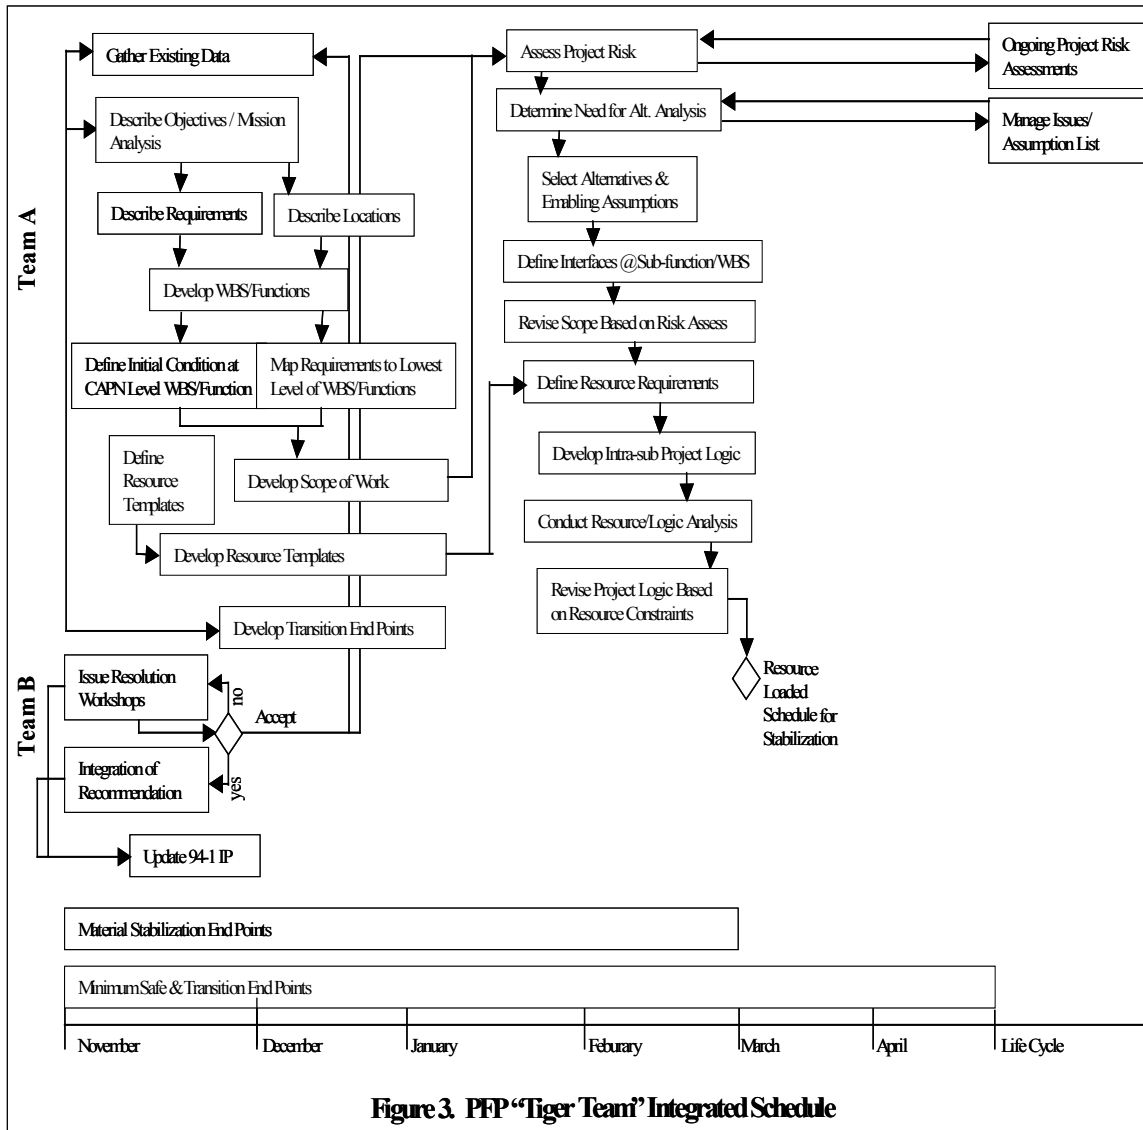 Team A
Gather Existing Data
Describe Objectives / Mission
Analysis
Describe Requirements
Describe Locations
Develop WBS/Functions
Define Initial Condition at
CAPN Level WBS/Function
Map Requirements to Lowest
Level of WBS/Functions
Define
Resource
Templates
Develop Scope of Work
Develop Resource Templates
Develop Transition End Points
Assess Project Risk
Determine Need for Alt. Analysis
Select Alternatives &
Enabling Assumptions
Define Interfaces @Sub-function/WBS
Revise Scope Based on Risk Assess
Define Resource Requirements
Develop Intra-sub Project Logic
Conduct Resource/Logic Analysis
Revise Project Logic Based
on Resource Constraints
Resource
Loaded
Schedule for
Stabilization
Ongoing Project Risk
Assessments
Manage Issues/
Assumption List
Team B
Issue Resolution
Workshops
no
Accept
yes
Integration of
Recommendation
Update 94-1 IP
Material Stabilization End Points
Minimum Safe & Transition End Points
November
December
January
Feburary
March
April
Life Cycle
Figure 3. PFP “Tiger Team” Integrated Schedule